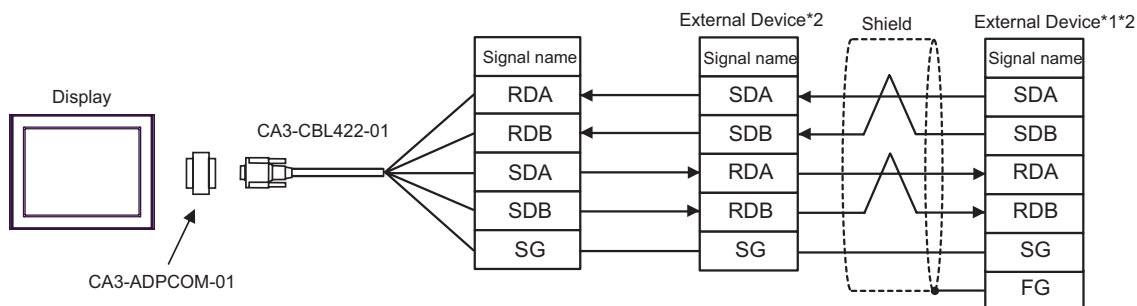 External Device*2
Shield
External Device*1*2
Display
CA3-CBL422-01
CA3-ADPCOM-01
Signal name
RDA
RDB
SDA
SDB
SG
Signal name
SDA
SDB
RDA
RDB
SG
Signal name
SDA
SDB
RDA
RDB
SG
FG